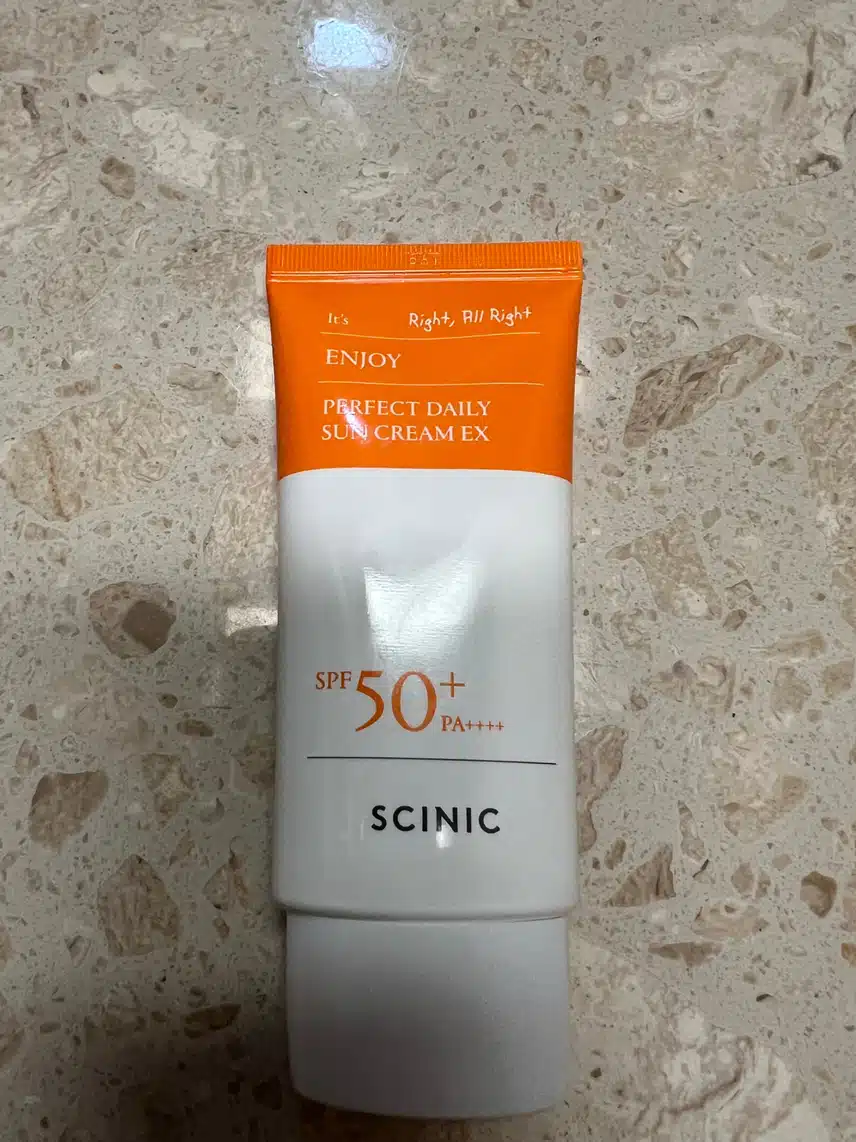 It's Right, All Right
ENJOY
PERFECT DAILY
SUN CREAM EX
SPF 50+
PA++++
SCINIC